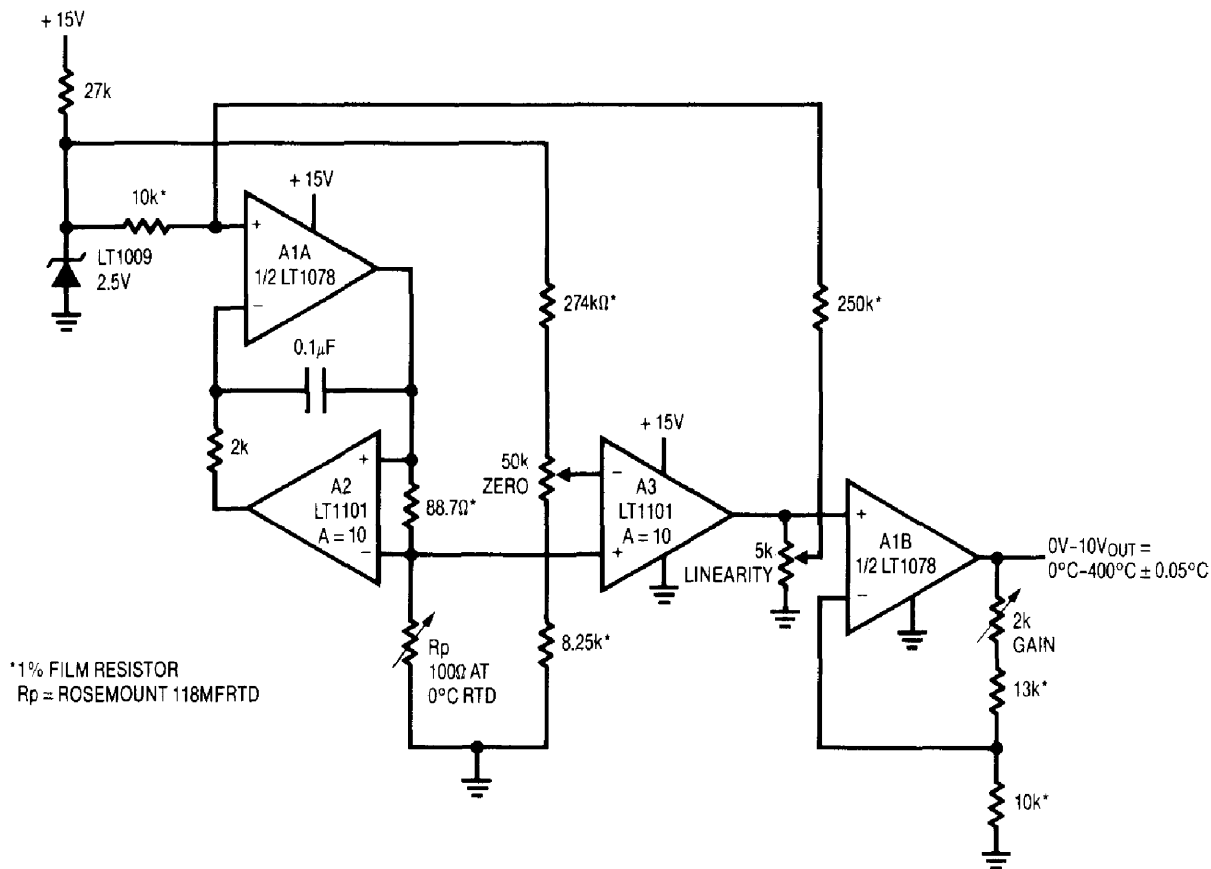 + 15V
27k
10k*
+ 15V
+
A1A
1/2 LT1078
−
LT1009
2.5V
274kΩ*
250k*
0.1µF
2k
+
A2
LT1101
A = 10
−
88.7Ω*
50k
ZERO
+ 15V
−
A3
LT1101
A = 10
+
5k
LINEARITY
+
A1B
1/2 LT1078
−
0V–10VOUT =
0°C–400°C ± 0.05°C
2k
GAIN
Rp
100Ω AT
0°C RTD
8.25k*
13k*
10k*
*1% FILM RESISTOR
Rp = ROSEMOUNT 118MFRTD